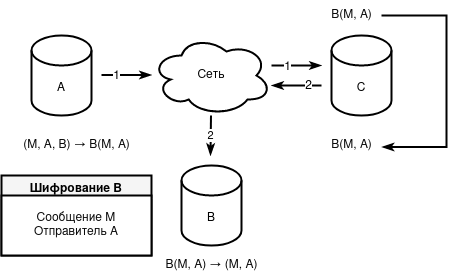 B(M, A)
A
1
Сеть
1
2
C
2
(M, A, B) → B(M, A)
B(M, A)
Шифрование B
Сообщение M
Отправитель A
B
B(M, A) → (M, A)